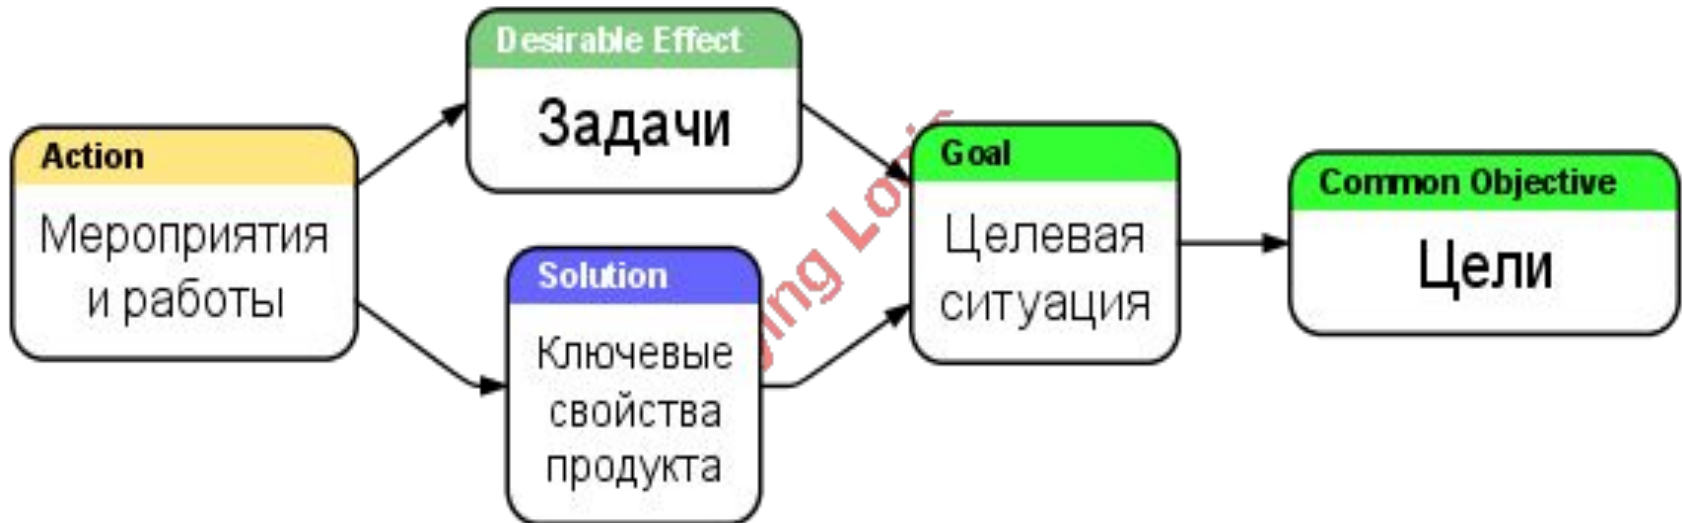 Action
Мероприятия
и работы
Desirable Effect
Задачи
Solution
Ключевые
свойства
продукта
Goal
Целевая
ситуация
Common Objective
Цели